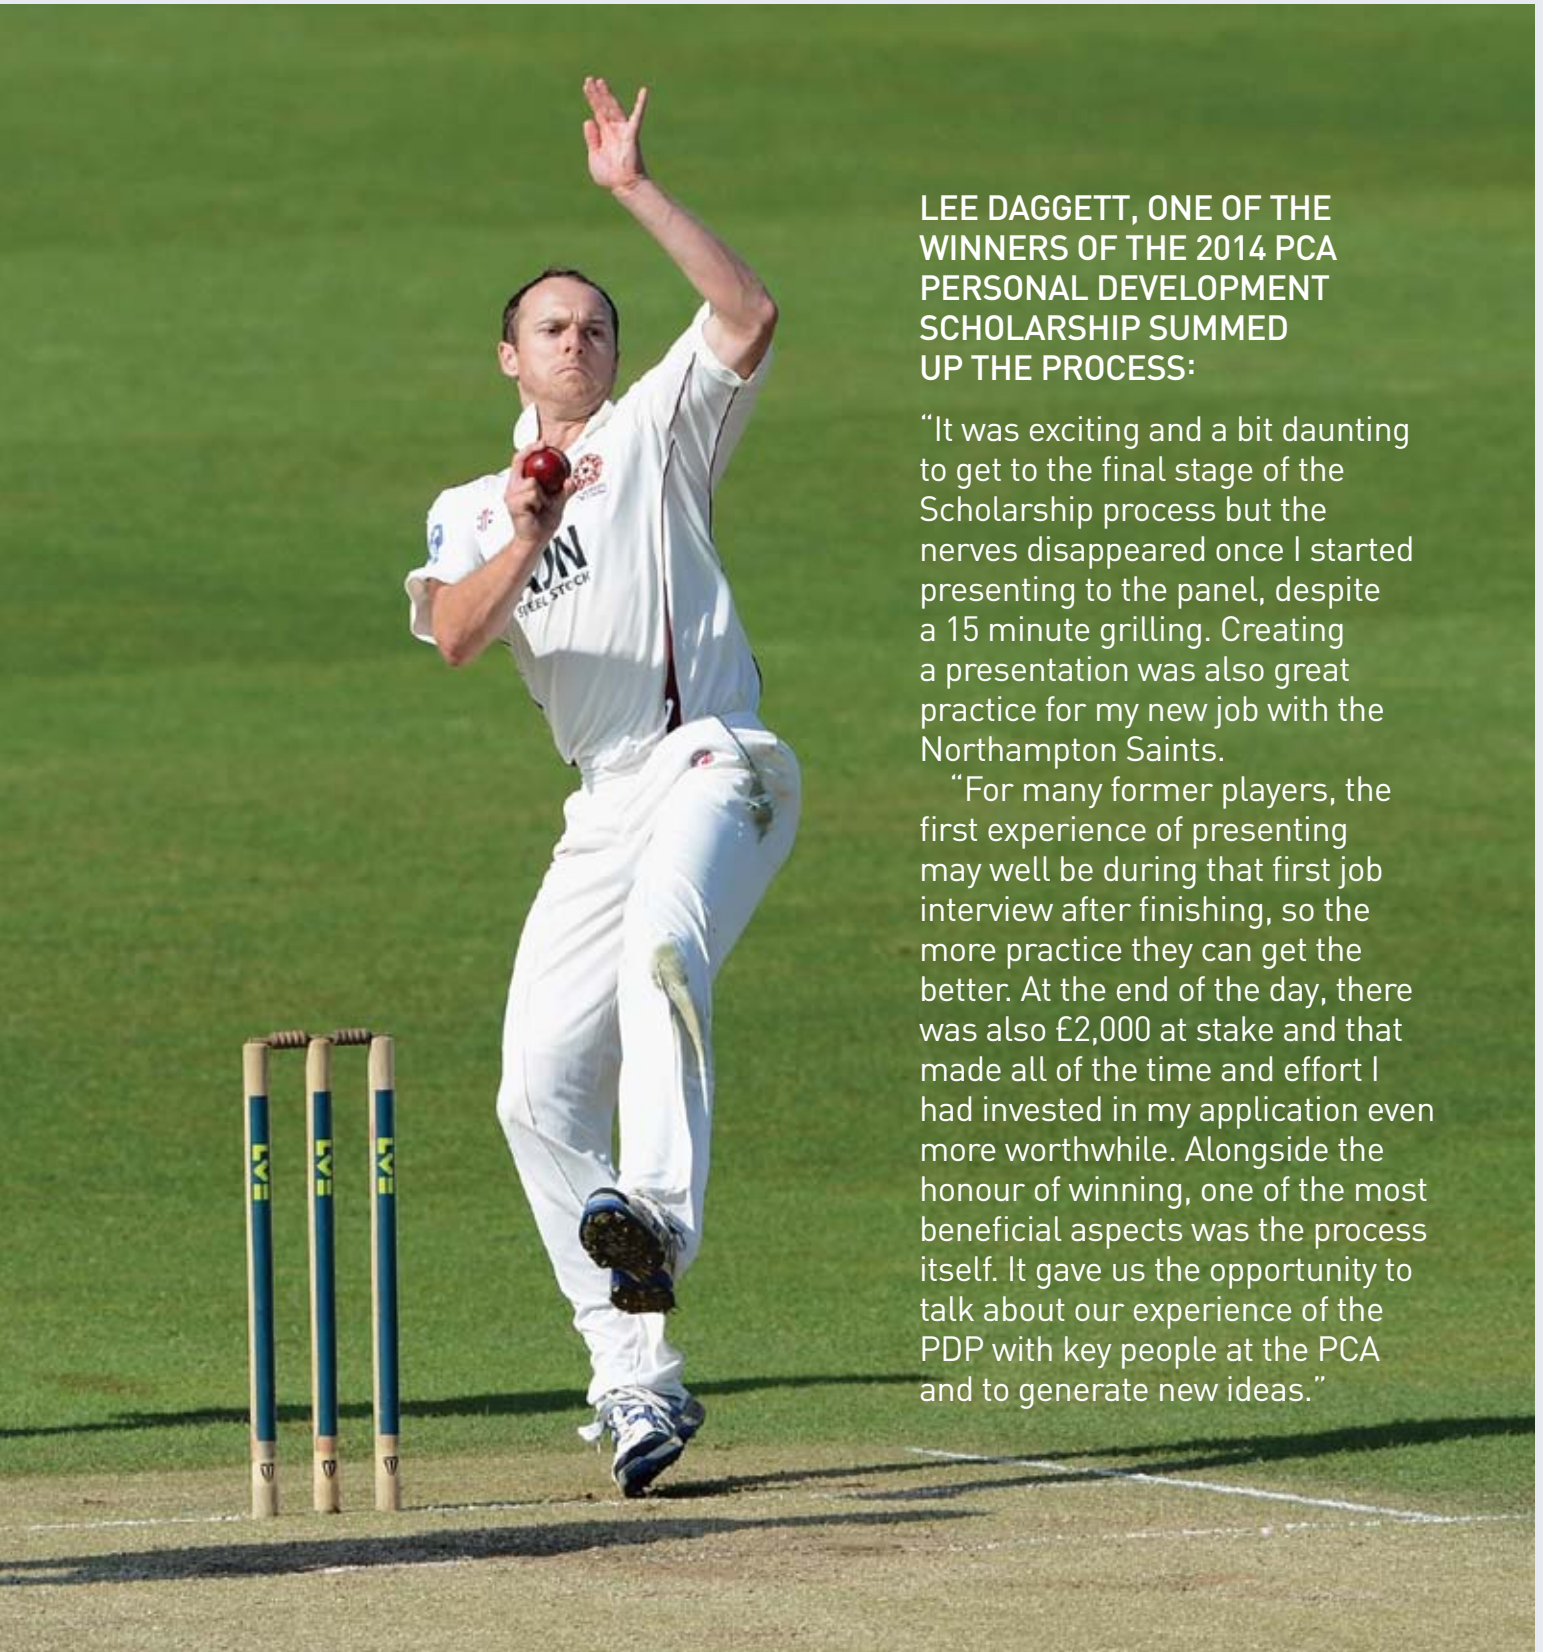 LEE DAGGETT, ONE OF THE
WINNERS OF THE 2014 PCA
PERSONAL DEVELOPMENT
SCHOLARSHIP SUMMED
UP THE PROCESS:
“It was exciting and a bit daunting
to get to the final stage of the
Scholarship process but the
nerves disappeared once I started
presenting to the panel, despite
a 15 minute grilling. Creating
a presentation was also great
practice for my new job with the
Northampton Saints.
“For many former players, the
first experience of presenting
may well be during that first job
interview after finishing, so the
more practice they can get the
better. At the end of the day, there
was also £2,000 at stake and that
made all of the time and effort I
had invested in my application even
more worthwhile. Alongside the
honour of winning, one of the most
beneficial aspects was the process
itself. It gave us the opportunity to
talk about our experience of the
PDP with key people at the PCA
and to generate new ideas.”
STEEL STOCK
LV=
LV=
LV=